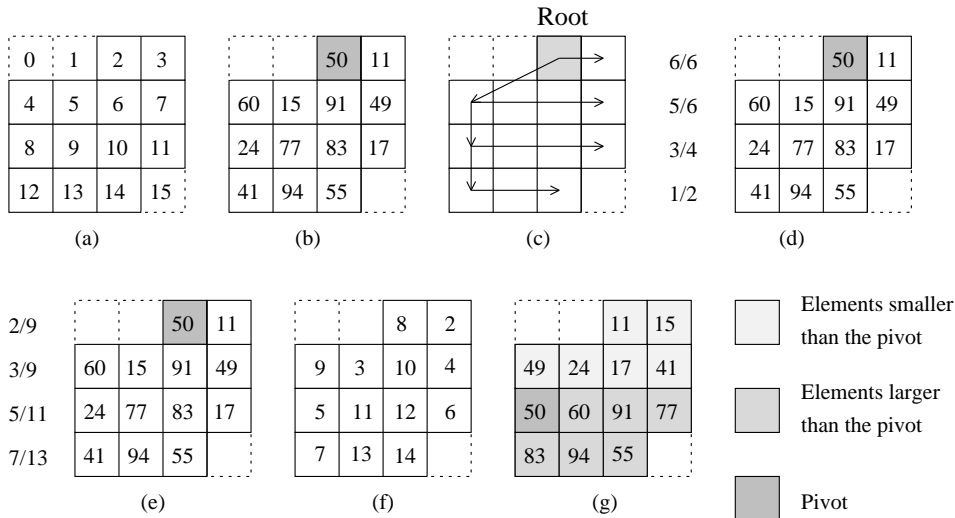 Root
0 1 2 3
4 5 6 7
8 9 10 11
12 13 14 15
(a)
50 11
60 15 91 49
24 77 83 17
41 94 55
(b)
(c)
6/6
5/6
3/4
1/2
50 11
60 15 91 49
24 77 83 17
41 94 55
(d)
2/9
3/9
5/11
7/13
50 11
60 15 91 49
24 77 83 17
41 94 55
(e)
8 2
9 3 10 4
5 11 12 6
7 13 14
(f)
11 15
49 24 17 41
50 60 91 77
83 94 55
(g)
Elements smaller
than the pivot
Elements larger
than the pivot
Pivot